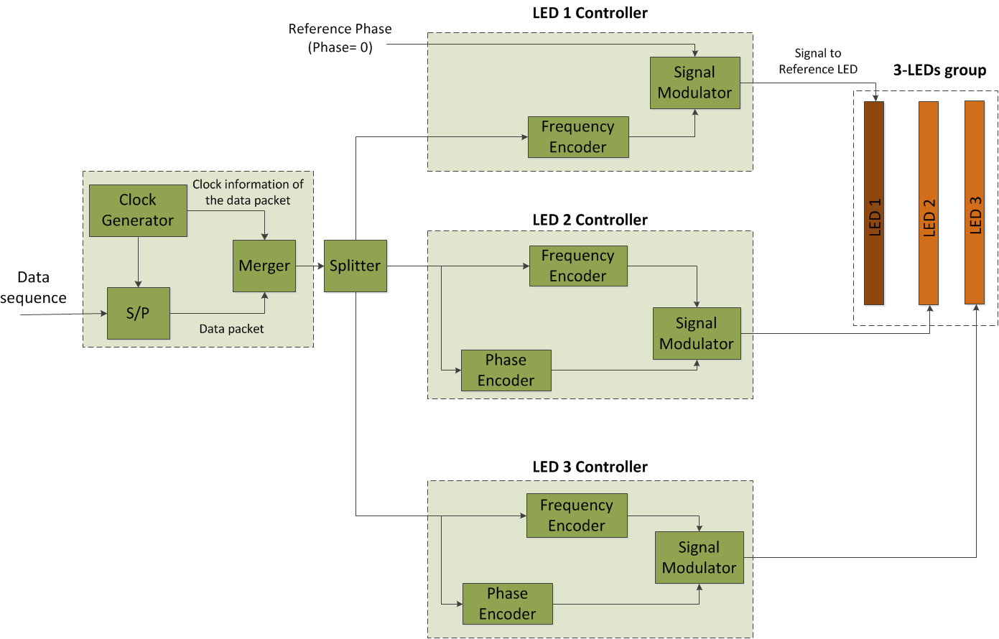 LED 1 Controller
Reference Phase
(Phase= 0)
Signal
Modulator
Frequency
Encoder
Signal to
Reference LED
3-LEDs group
LED 1
LED 2
LED 3
Clock
Generator
Clock information of
the data packet
Merger
Splitter
Data
sequence
S/P
Data packet
LED 2 Controller
Frequency
Encoder
Signal
Modulator
Phase
Encoder
LED 3 Controller
Frequency
Encoder
Signal
Modulator
Phase
Encoder